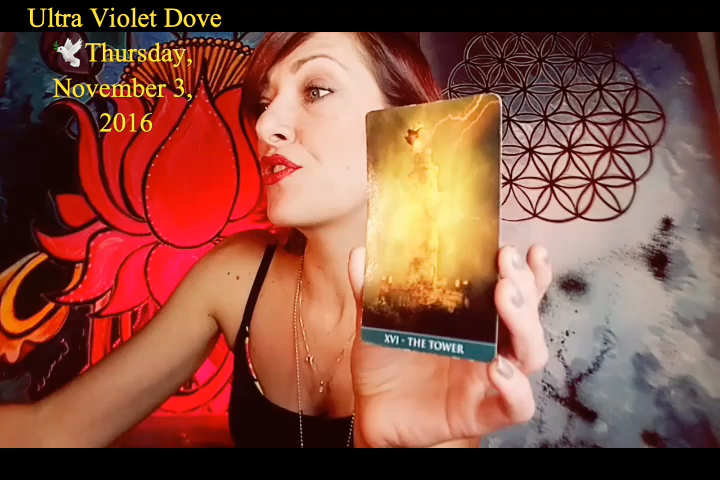 Ultra Violet Dove
🕊Thursday,
November 3,
2016
XVI - THE TOWER